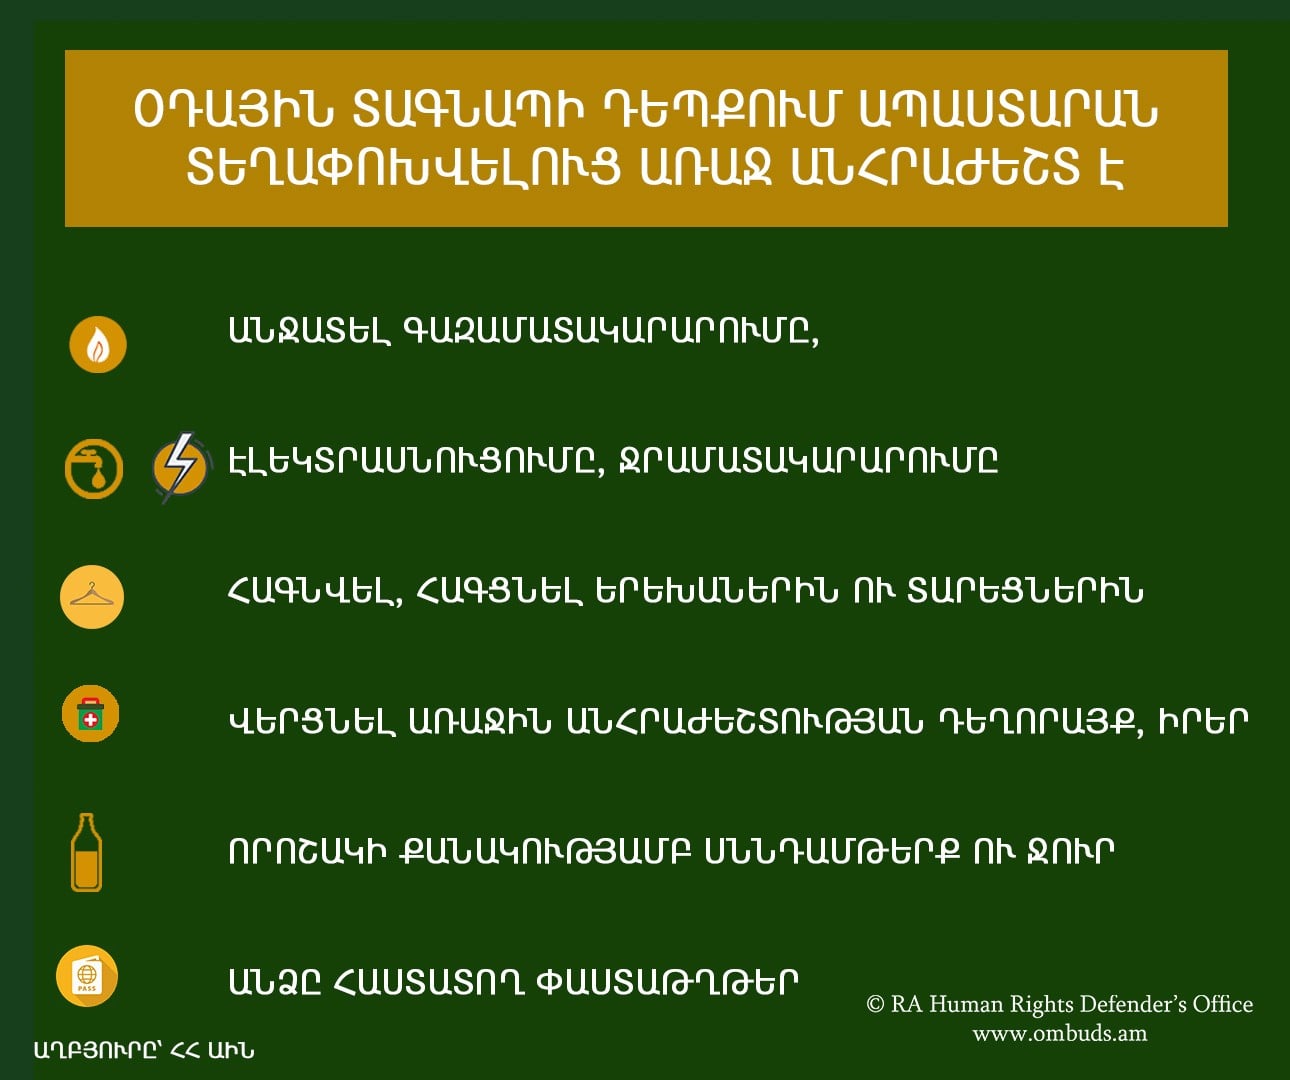 ՕԴԱՅԻՆ ՏԱԳՆԱՊԻ ԴԵՊՔՈՒՄ ԱՊԱՍՏԱՐԱՆ
ՏԵՂԱՓՈԽՎԵԼՈՒՑ ԱՌԱՋ ԱՆՀՐԱԺԵՇՏ Է
ԱՆՋԱՏԵԼ ԳԱԶԱՄԱՏԱԿԱՐԱՐՈՒՄԸ,
ԷԼԵԿՏՐԱՍՆՈՒՑՈՒՄԸ, ՋՐԱՄԱՏԱԿԱՐԱՐՈՒՄԸ
ՀԱԳՆՎԵԼ, ՀԱԳՑՆԵԼ ԵՐԵԽԱՆԵՐԻՆ ՈՒ ՏԱՐԵՑՆԵՐԻՆ
ՎԵՐՑՆԵԼ ԱՌԱՋԻՆ ԱՆՀՐԱԺԵՇՏՈՒԹՅԱՆ ԴԵՂՈՐԱՅՔ, ԻՐԵՐ
ՈՐՈՇԱԿԻ ՔԱՆԱԿՈՒԹՅԱՄԲ ՍՆՆԴԱՄԹԵՐՔ ՈՒ ՋՈՒՐ
PASS
ԱՆՁԸ ՀԱՍՏԱՏՈՂ ՓԱՍՏԱԹՂԹԵՐ
© RA Human Rights Defender’s Office
www.ombuds.am
ԱՂԲՅՈՒՐԸ՝ ՀՀ ԱԻՆ